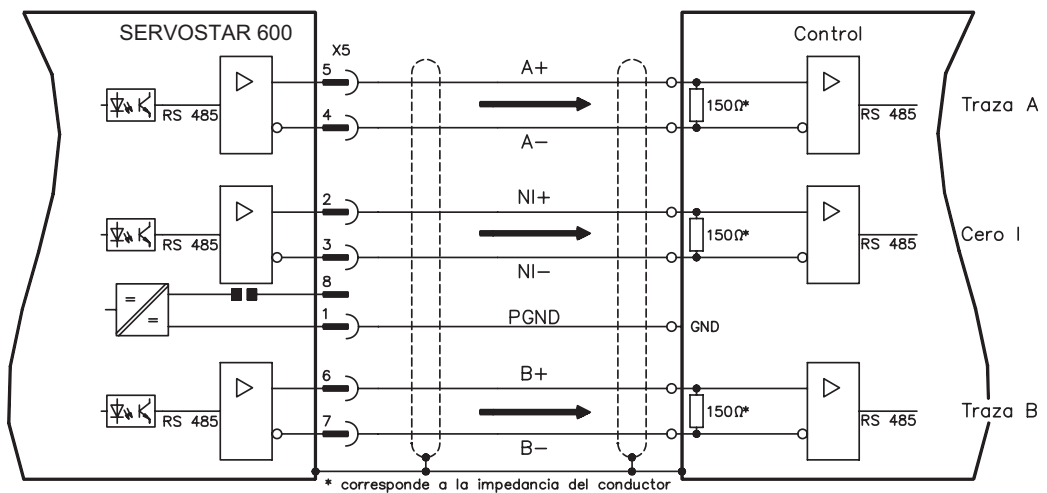 SERVOSTAR 600
X5
Control
5
A+
RS 485
150Ω*
RS 485
Traza A
4
A-
2
NI+
RS 485
150Ω*
RS 485
Cero I
3
NI-
8
1
PGND
GND
6
B+
RS 485
150Ω*
RS 485
Traza B
7
B-
* corresponde a la impedancia del conductor